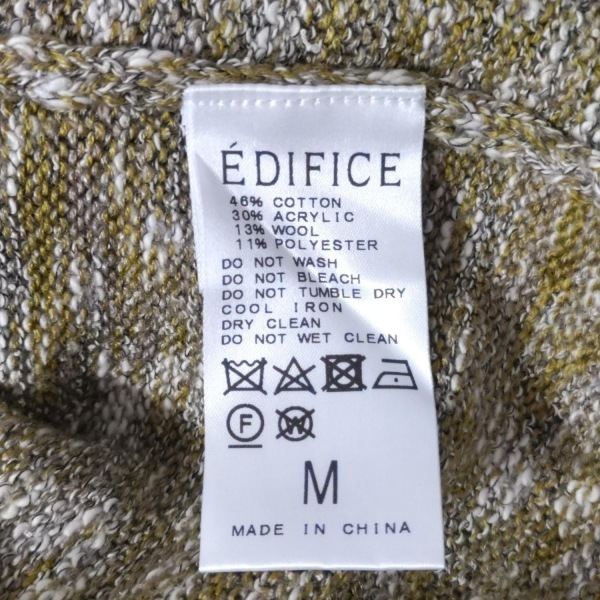 ÉDIFICE
46% COTTON
30% ACRYLIC
13% WOOL
11% POLYESTER
DO NOT WASH
DO NOT BLEACH
DO NOT TUMBLE DRY
COOL IRON
DRY CLEAN
DO NOT WET CLEAN
F W
M
MADE IN CHINA